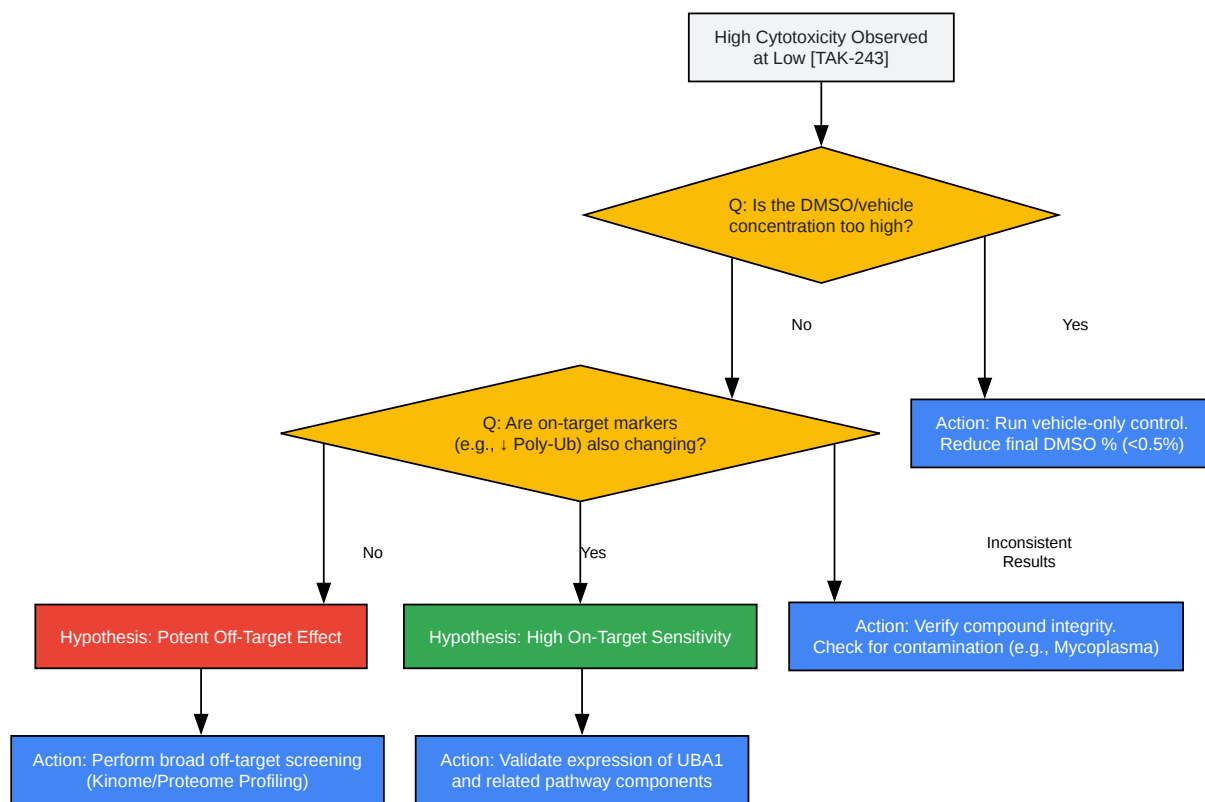 High Cytotoxicity Observed
at Low [TAK-243]
Q: Is the DMSO/vehicle
concentration too high?
No
Yes
Q: Are on-target markers
(e.g., ↓ Poly-Ub) also changing?
Action: Run vehicle-only control.
Reduce final DMSO % (<0.5%)
No
Yes
Inconsistent
Results
Hypothesis: Potent Off-Target Effect
Hypothesis: High On-Target Sensitivity
Action: Verify compound integrity.
Check for contamination (e.g., Mycoplasma)
Action: Perform broad off-target screening
(Kinome/Proteome Profiling)
Action: Validate expression of UBA1
and related pathway components